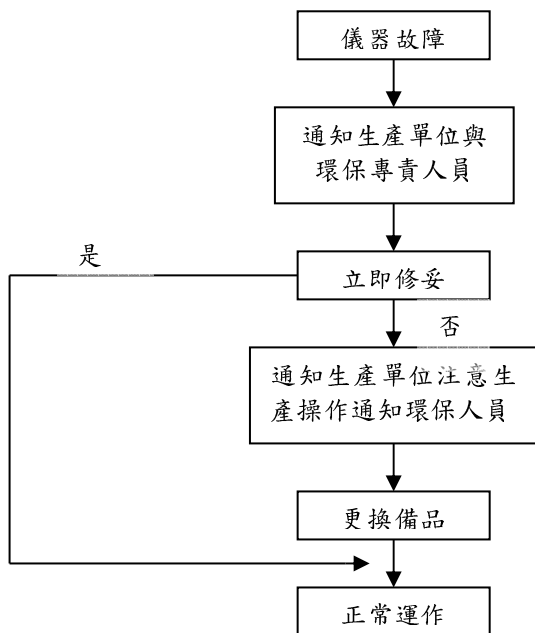 儀器故障
通知生產單位與
環保專責人員
是
立即修妥
否
通知生產單位注意生
產操作通知環保人員
更換備品
正常運作